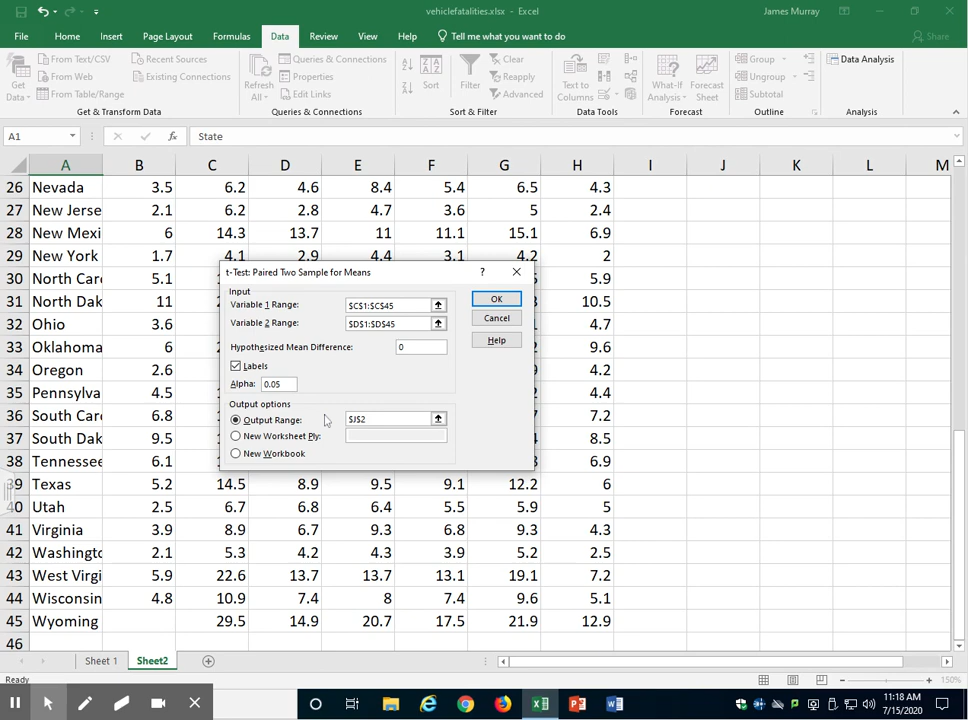 vehiclefatalities.xlsx - Excel
James Murray
File Home Insert Page Layout Formulas Data Review View Help Tell me what you want to do Share
Get Data From Text/CSV From Web From Table/Range Recent Sources Existing Connections
Refresh All Queries & Connections Properties Edit Links
Sort Filter Clear Reapply Advanced
Text to Columns What-If Analysis Forecast Sheet
Group Ungroup Subtotal Data Analysis
Get & Transform Data Queries & Connections Sort & Filter Data Tools Forecast Outline Analysis
A1 fx State
A B C D E F G H I J K L M
26 Nevada 3.5 6.2 4.6 8.4 5.4 6.5 4.3
27 New Jerse 2.1 6.2 2.8 4.7 3.6 5 2.4
28 New Mexi 6 14.3 13.7 11 11.1 15.1 6.9
29 New York 1.7 4.1 2.9 4.4 3.1 4.2 2
30 North Card 5.1 5.9
31 North Dak 11 10.5
32 Ohio 3.6 4.7
33 Oklahoma 6 9.6
34 Oregon 2.6 4.2
35 Pennsylva 4.5 4.4
36 South Car 6.8 7.2
37 South Dak 9.5 8.5
38 Tennessee 6.1 6.9
39 Texas 5.2 14.5 8.9 9.5 9.1 12.2 6
40 Utah 2.5 6.7 6.8 6.4 5.5 5.9 5
41 Virginia 3.9 8.9 6.7 9.3 6.8 9.3 4.3
42 Washingto 2.1 5.3 4.2 4.3 3.9 5.2 2.5
43 West Virgi 5.9 22.6 13.7 13.7 13.1 19.1 7.2
44 Wisconsin 4.8 10.9 7.4 8 7.4 9.6 5.1
45 Wyoming 29.5 14.9 20.7 17.5 21.9 12.9
46
t-Test: Paired Two Sample for Means ?
Input
Variable 1 Range: $C$1:$C$45 OK
Variable 2 Range: $D$1:$D$45 Cancel
Hypothesized Mean Difference: 0 Help
Labels
Alpha: 0.05
Output options
Output Range: $J$2
New Worksheet Ply:
New Workbook
Sheet 1 Sheet2
Ready 150%
11:18 AM
7/15/2020